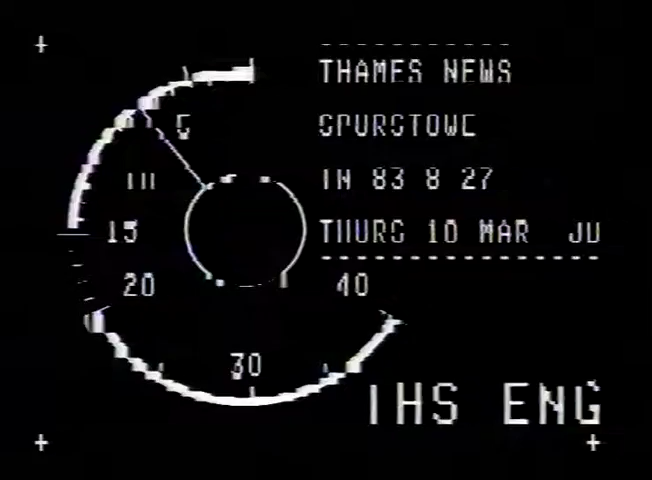 THAMES NEWS
SPURSTOWE
IN 83 8 27
THURS 10 MAR JU
5
10
15
20
40
30
IHS ENG